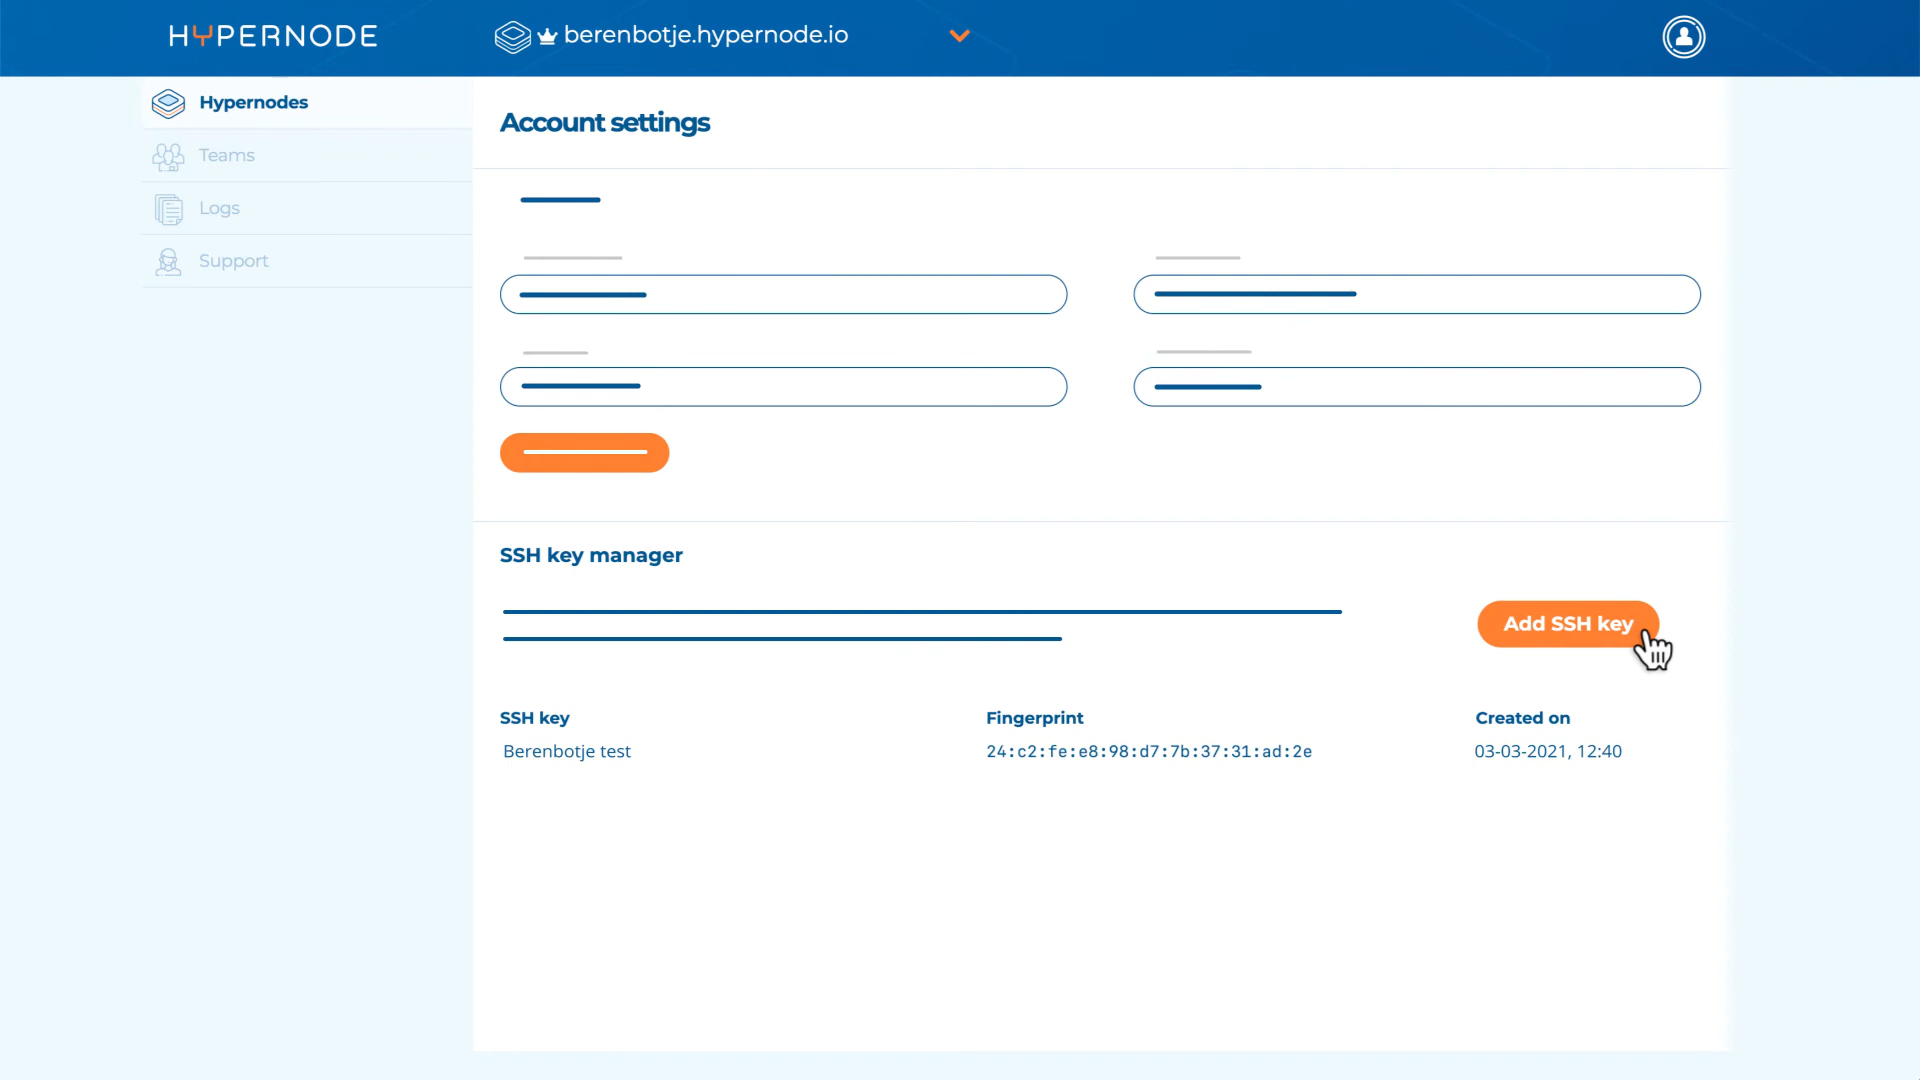 HYPERNODE
berenbotje.hypernode.io
Hypernodes
Teams
Logs
Support
Account settings
SSH key manager
Add SSH key
SSH key Fingerprint Created on
Berenbotje test 24:c2:fe:e8:98:d7:7b:37:31:ad:2e 03-03-2021, 12:40